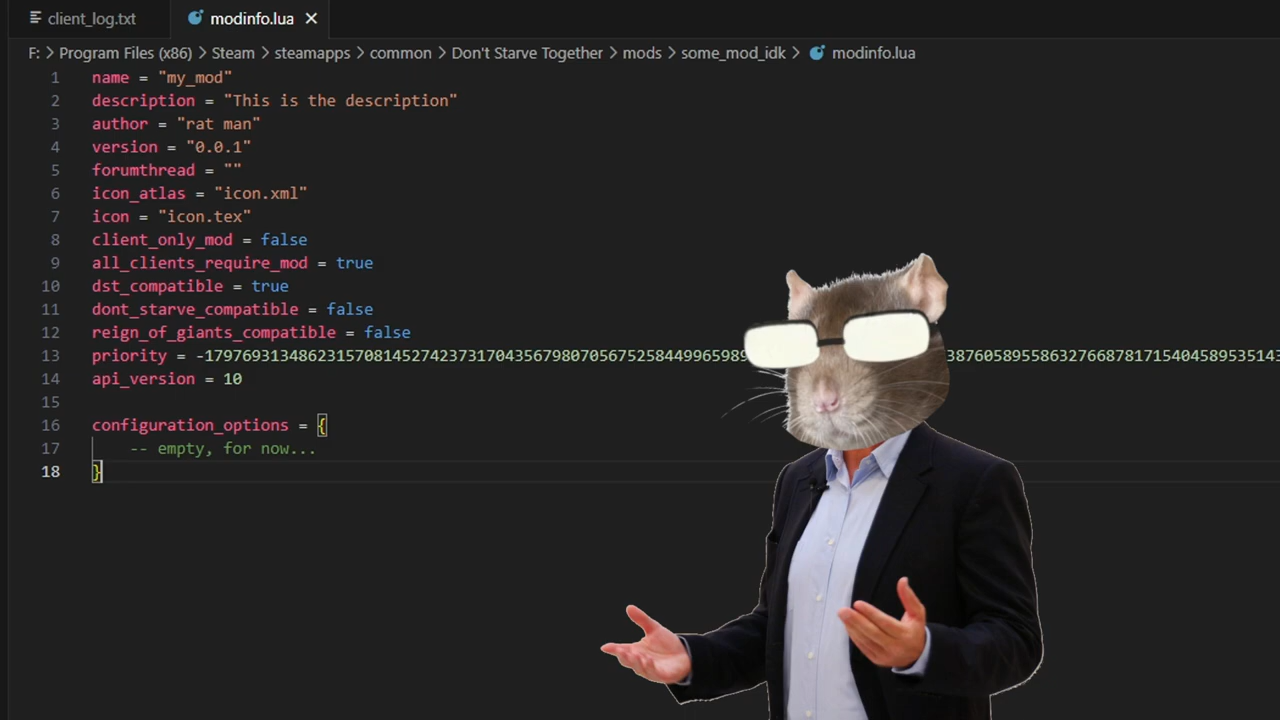 client_log.txt modinfo.lua
F: > Program Files (x86) > Steam > steamapps > common > Don't Starve Together > mods > some_mod_idk > modinfo.lua
1 name = "my_mod"
2 description = "This is the description"
3 author = "rat man"
4 version = "0.0.1"
5 forumthread = ""
6 icon_atlas = "icon.xml"
7 icon = "icon.tex"
8 client_only_mod = false
9 all_clients_require_mod = true
10 dst_compatible = true
11 dont_starve_compatible = false
12 reign_of_giants_compatible = false
13 priority = -1797693134862315708145274237317043567980705675258449965989 387605895586327668781715404589535143
14 api_version = 10
15
16 configuration_options = {
17 -- empty, for now...
18 }